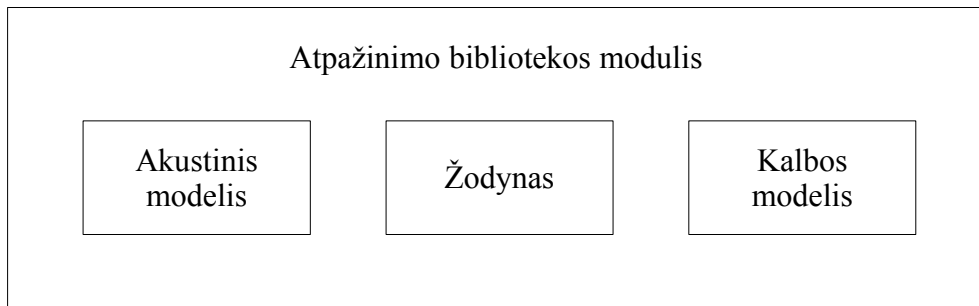 Atpažinimo bibliotekos modulis
Akustinis
modelis
Žodynas
Kalbos
modelis